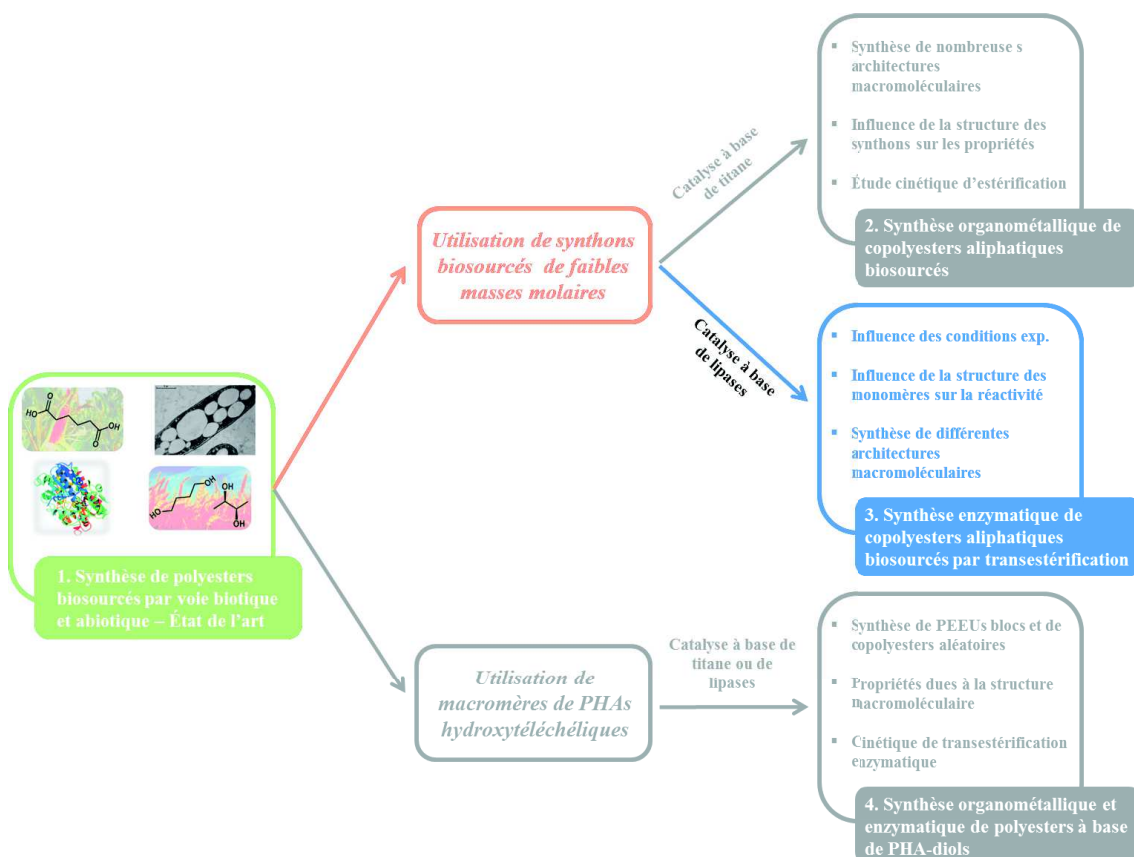 HO
O
O
OH
HO
OH
OH
OH
1. Synthèse de polyesters
biosourcés par voie biotique
et abiotique – État de l'art
Utilisation de synthons
biosourcés de faibles
masses molaires
Catalyse à base
de titane
▪ Synthèse de nombreuse s
architectures
macromoléculaires
▪ Influence de la structure des
synthons sur les propriétés
▪ Étude cinétique d'estérification
2. Synthèse organométallique de
copolyesters aliphatiques
biosourcés
Catalyse à base
de lipases
▪ Influence des conditions exp.
▪ Influence de la structure des
monomères sur la réactivité
▪ Synthèse de différentes
architectures
macromoléculaires
3. Synthèse enzymatique de
copolyesters aliphatiques
biosourcés par transestérification
Utilisation de
macromères de PHAs
hydroxytéléchéliques
Catalyse à base de
titane ou de
lipases
▪ Synthèse de PEEUs blocs et de
copolyesters aléatoires
▪ Propriétés dues à la structure
macromoléculaire
▪ Cinétique de transestérification
enzymatique
4. Synthèse organométallique et
enzymatique de polyesters à base
de PHA-diols